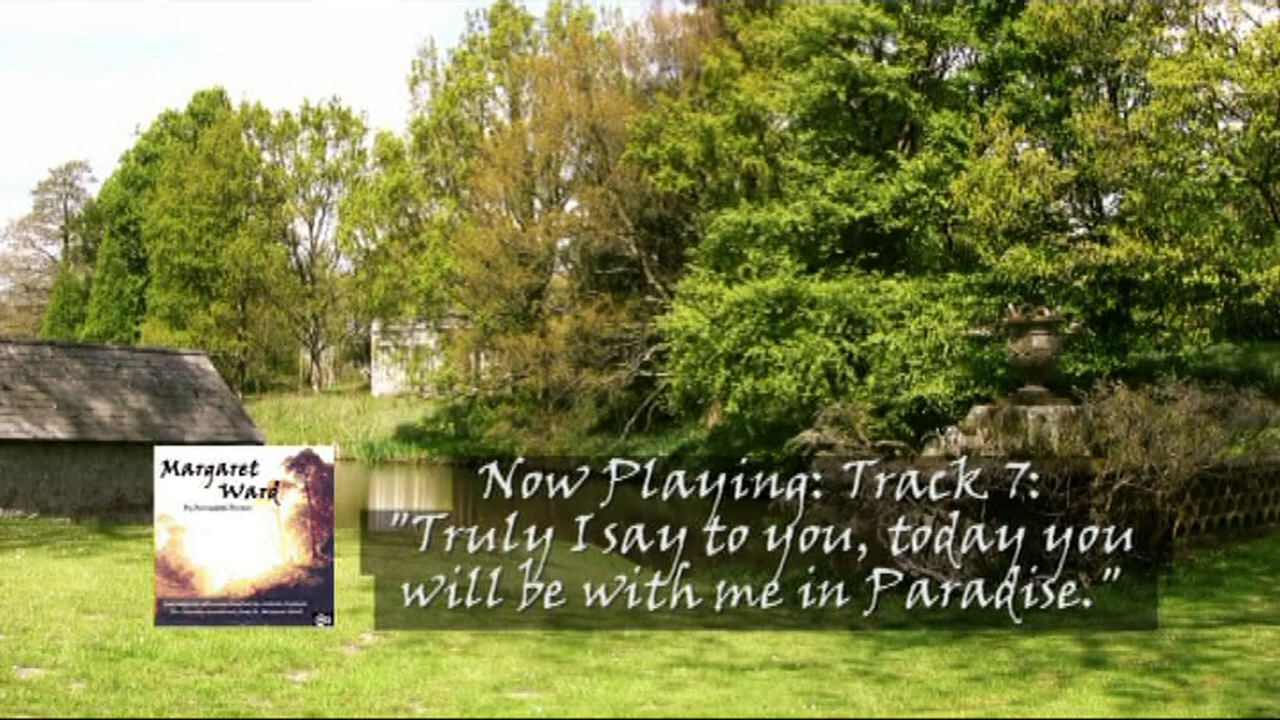 Margaret
Ward
Now Playing: Track 7:
"Truly I say to you, today you
will be with me in Paradise."